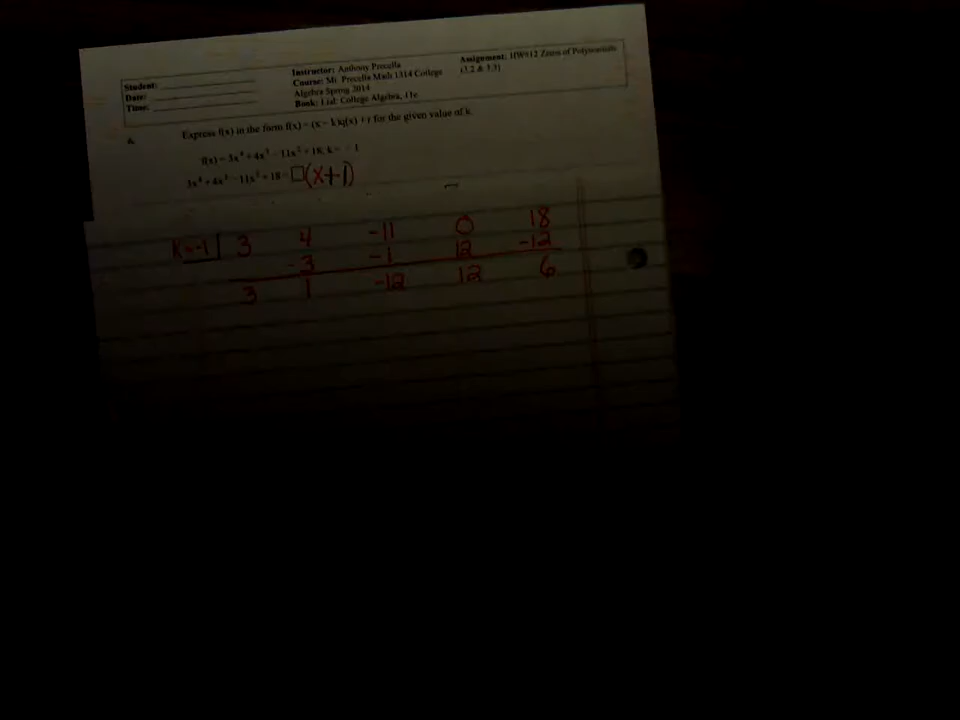 Student:
Date:
Time:
Instructor: Anthony Precella
Course: Mr. Precella Math 1314 College
Algebra Spring 2014
Book: Lial: College Algebra, 11e
Assignment: HW#12 Zeros of Polynomials
(3.2 & 3.3)
Express f(x) in the form f(x) = (x − k)q(x) + r for the given value of k.
f(x) = 3x⁴ + 4x³ − 11x² + 18; k = − 1
3x⁴ + 4x³ − 11x² + 18 = □(x+1)
k=-1 3 4 -11 0 18
-3 -1 12 -12
3 1 -12 12 6